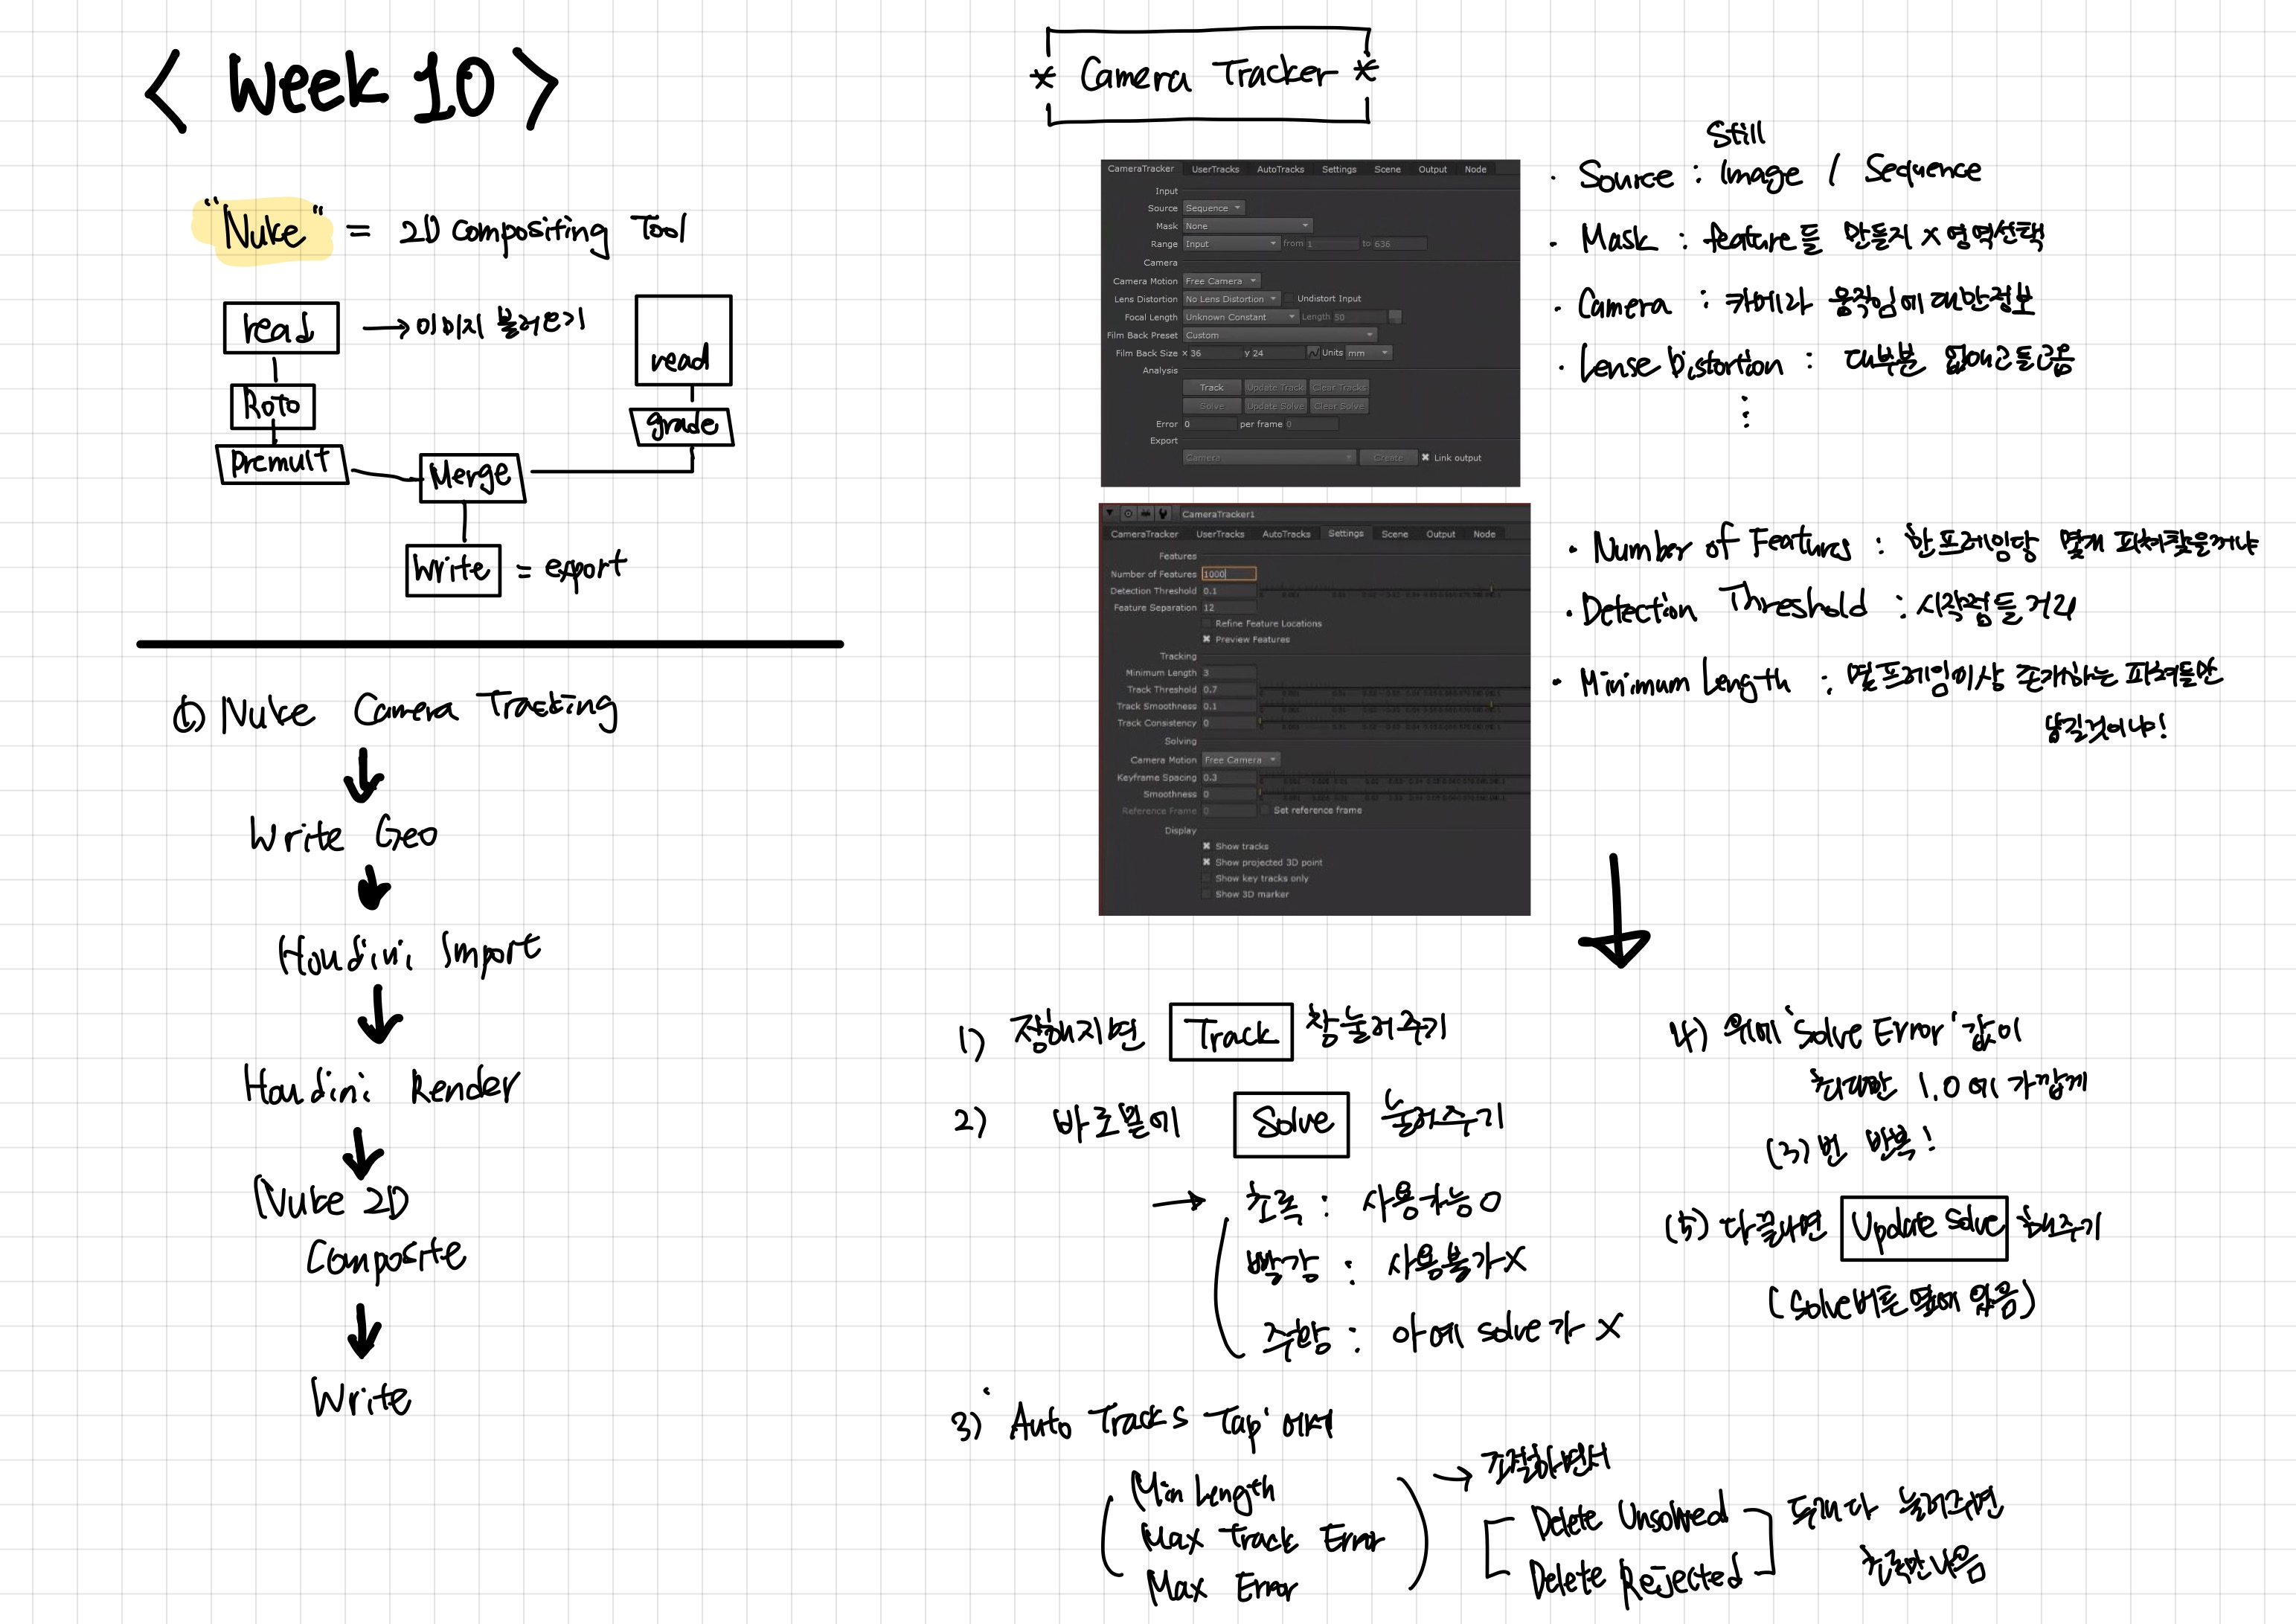 < Week 10 >
"Nuke" = 2D Compositing Tool
read → 이미지 불러오기
read
Roto
grade
premult
Merge
Write = export
Nuke Camera Tracking
Write Geo
Houdini Import
Houdini Render
Nuke 2D
Composite
Write
* Camera Tracker *
CameraTracker UserTracks AutoTracks Settings Scene Output Node
Input
Source Sequence
Mask None
Range Input from 1 to 636
Camera
Camera Motion Free Camera
Lens Distortion No Lens Distortion Undistort Input
Focal Length Unknown Constant Length 50
Film Back Preset Custom
Film Back Size x 36 y 24 Units mm
Analysis
Track Update Track Clear Tracks
Solve Update Solve Clear Solve
Error 0 per frame 0
Export
Camera Create Link output
Still
· Source : Image / Sequence
· Mask : feature들 만들지 X 영역선택
· Camera : 카메라 움직임에 대한정보
· Lense Distortion : 대부분 없애고들어옴
CameraTracker1
CameraTracker UserTracks AutoTracks Settings Scene Output Node
Features
Number of Features 1000
Detection Threshold 0.1
Feature Separation 12
Refine Feature Locations
Preview Features
Tracking
Minimum Length 3
Track Threshold 0.7
Track Smoothness 0.1
Track Consistency 0
Solving
Camera Motion Free Camera
Keyframe Spacing 0.3
Smoothness 0
Reference Frame 0 Set reference frame
Display
Show tracks
Show projected 3D point
Show key tracks only
Show 3D marker
· Number of Features : 한프레임당 몇개 피쳐찾을꺼냐
· Detection Threshold : 시작점들 거리
· Minimum Length : 몇프레임이상 존재하는 피쳐들만
남길것이냐!
1) 정해지면 Track 창눌러주기
2) 바로밑에 Solve 눌러주기
→ 초록 : 사용가능 O
빨강 : 사용불가 X
주황 : 아예 solve가 X
3) 'Auto Tracks Tap' 에서
Min Length
Max Track Error
Max Error
→ 조절하면서
Delete Unsolved
Delete Rejected
두개다 눌러주면
초록만나옴
4) 위에 'Solve Error' 값이
최대한 1.0에 가깝게
(3)번 반복!
(5) 다끝나면 Update Solve 해주기
(Solve버튼 옆에 있음)